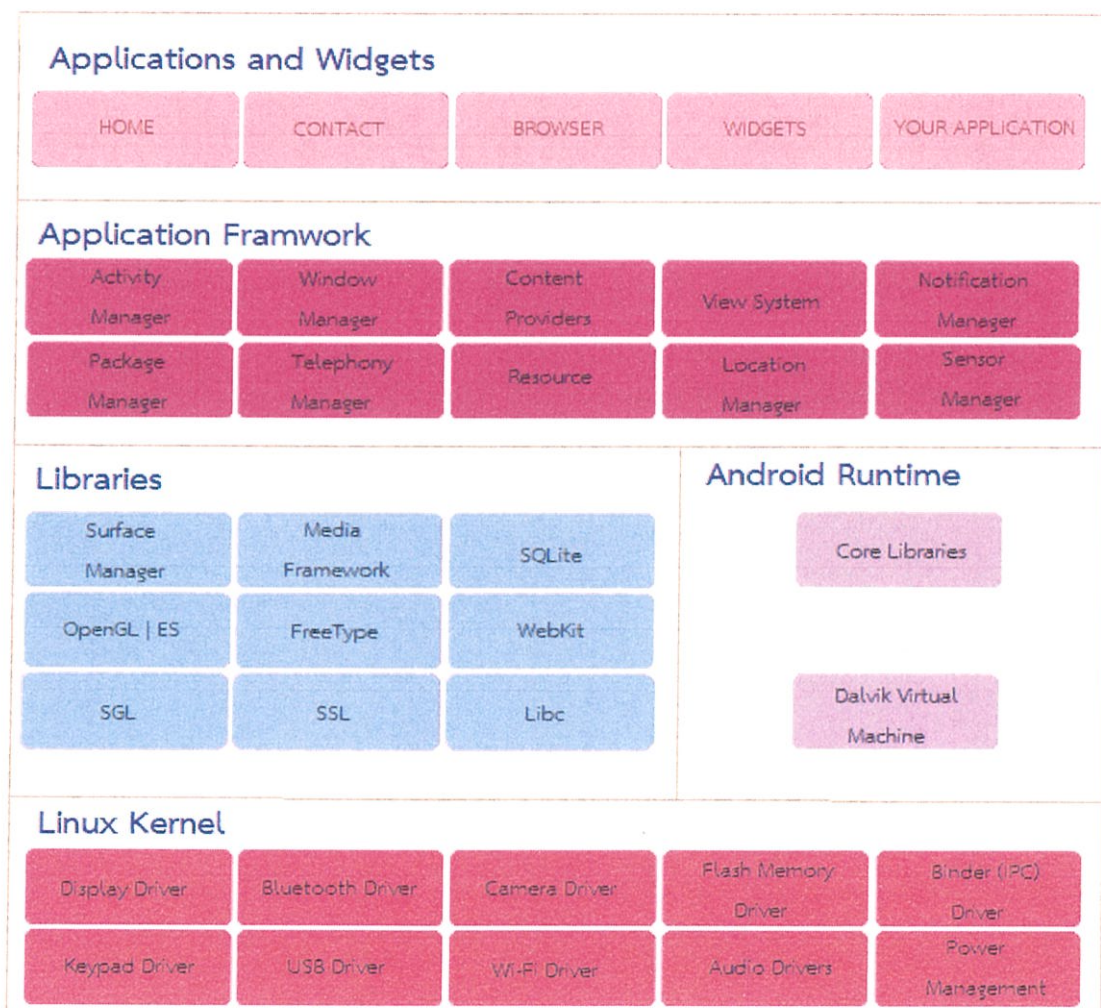 Applications and Widgets
HOME
CONTACT
BROWSER
WIDGETS
YOUR APPLICATION
Application Framwork
Activity
Manager
Window
Manager
Content
Providers
View System
Notification
Manager
Package
Manager
Telephony
Manager
Resource
Location
Manager
Sensor
Manager
Libraries
Surface
Manager
Media
Framework
SQLite
OpenGL | ES
FreeType
WebKit
SGL
SSL
Libc
Android Runtime
Core Libraries
Dalvik Virtual
Machine
Linux Kernel
Display Driver
Bluetooth Driver
Camera Driver
Flash Memory
Driver
Binder (IPC)
Driver
Keypad Driver
USB Driver
Wi-Fi Driver
Audio Drivers
Power
Management